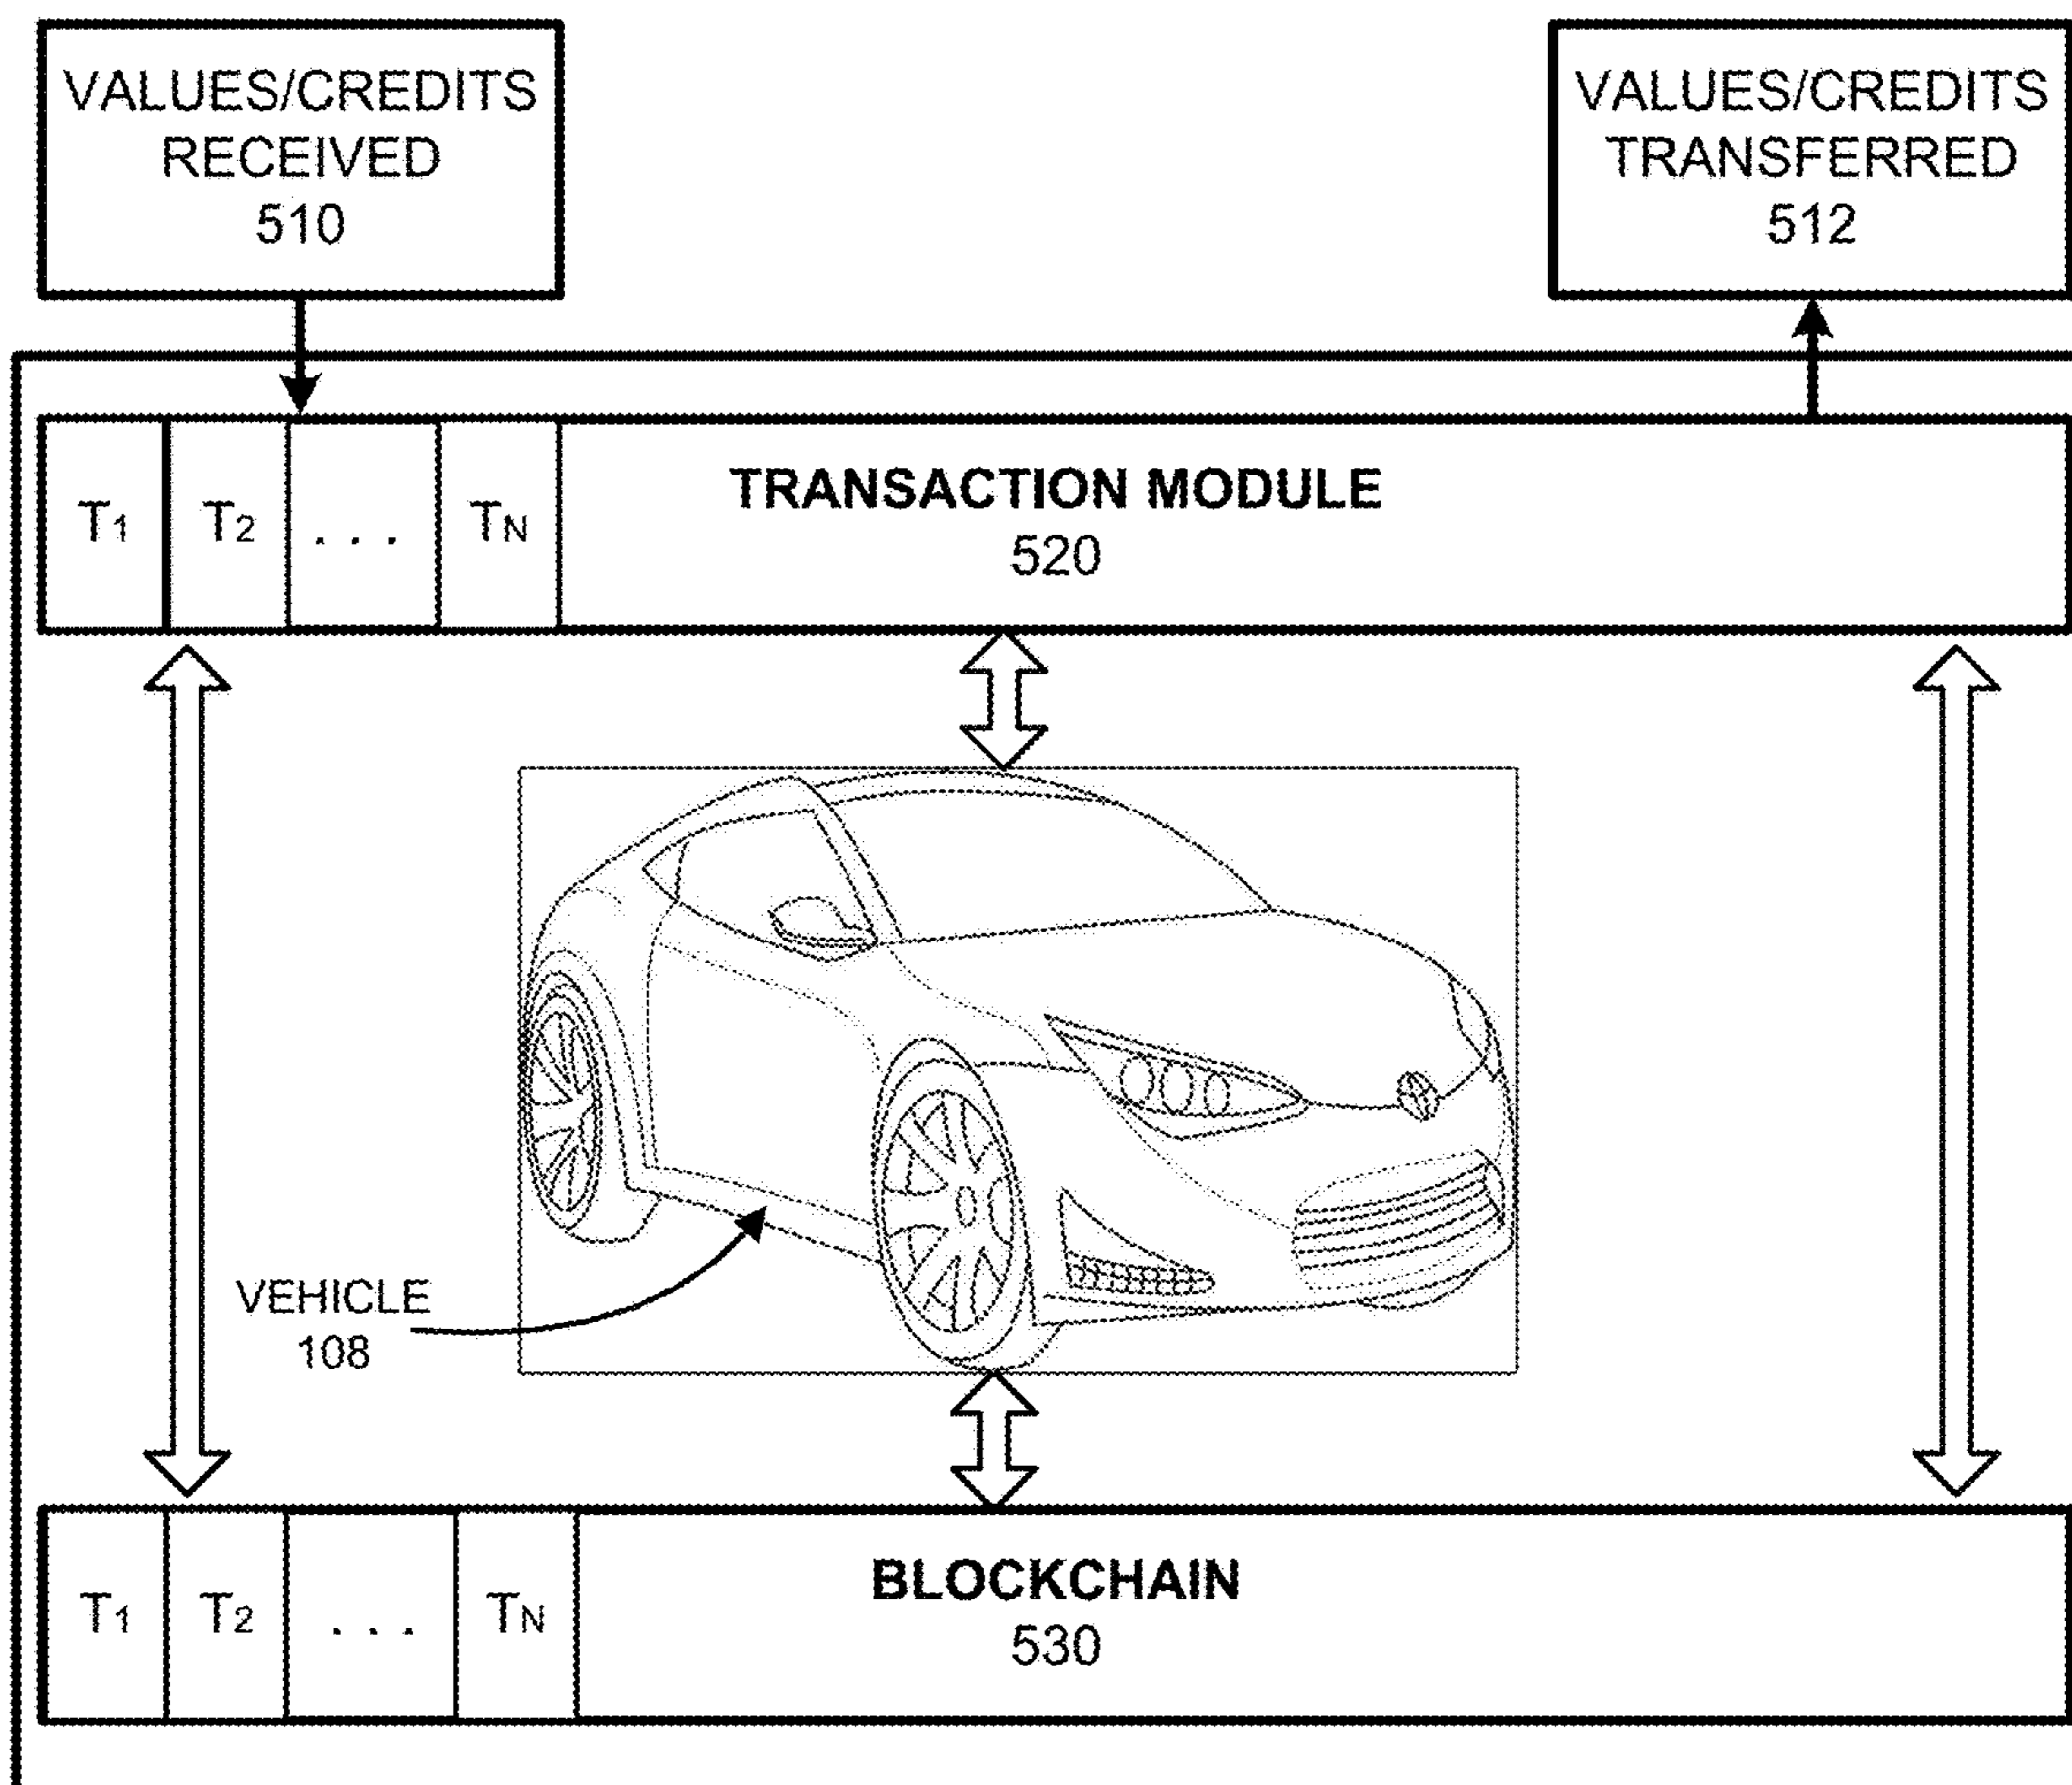 VALUES/CREDITS
RECEIVED
510
VALUES/CREDITS
TRANSFERRED
512
T1 T2 . . . TN
TRANSACTION MODULE
520
VEHICLE
108
T1 T2 . . . TN
BLOCKCHAIN
530